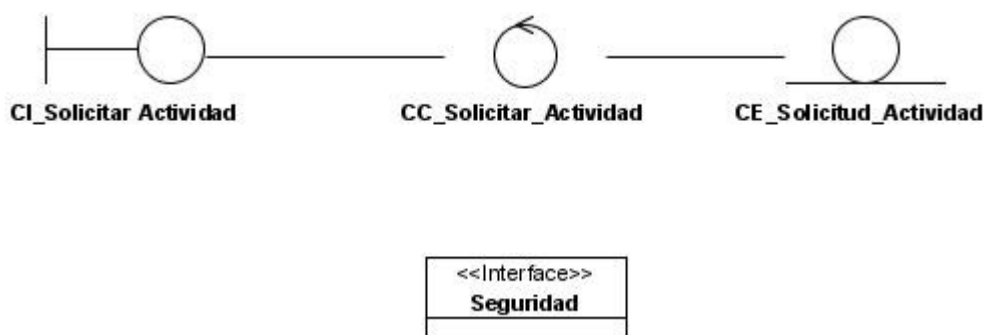 CI_Solicitar Actividad
CC_Solicitar_Actividad
CE_Solicitud_Actividad
<<Interface>>
Seguridad